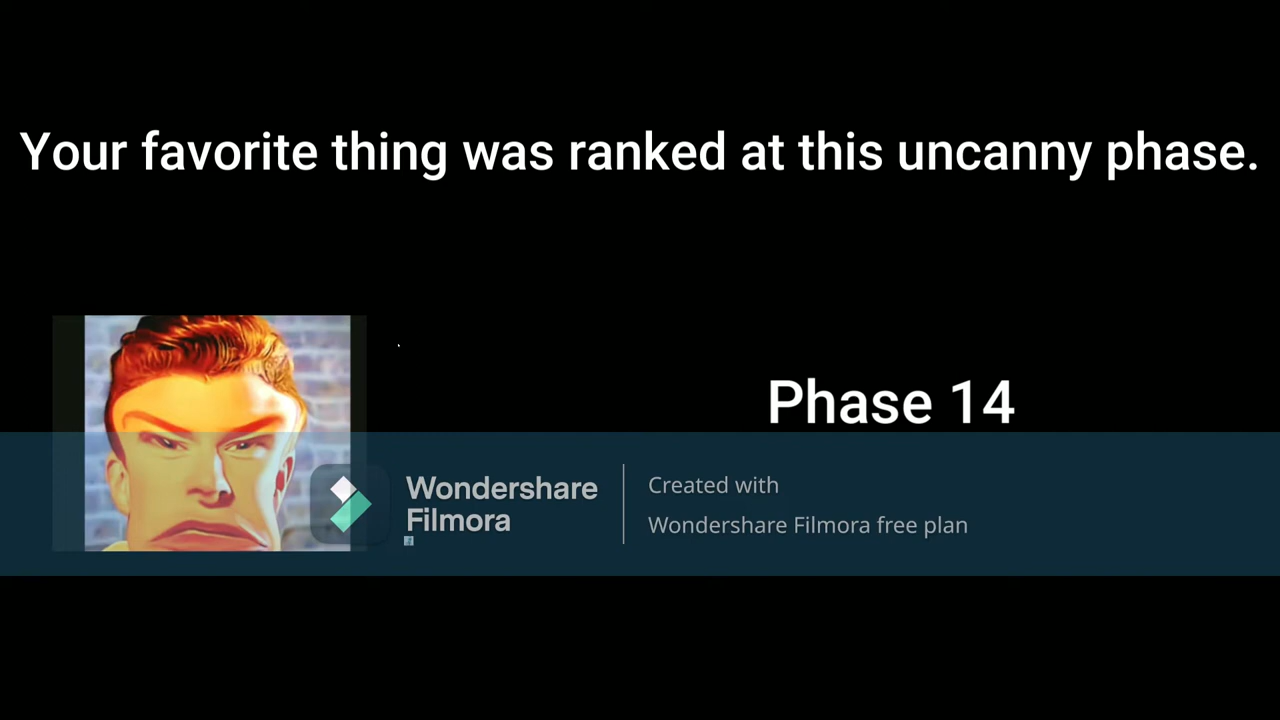 Your favorite thing was ranked at this uncanny phase.
Phase 14
Wondershare
Filmora
Created with
Wondershare Filmora free plan